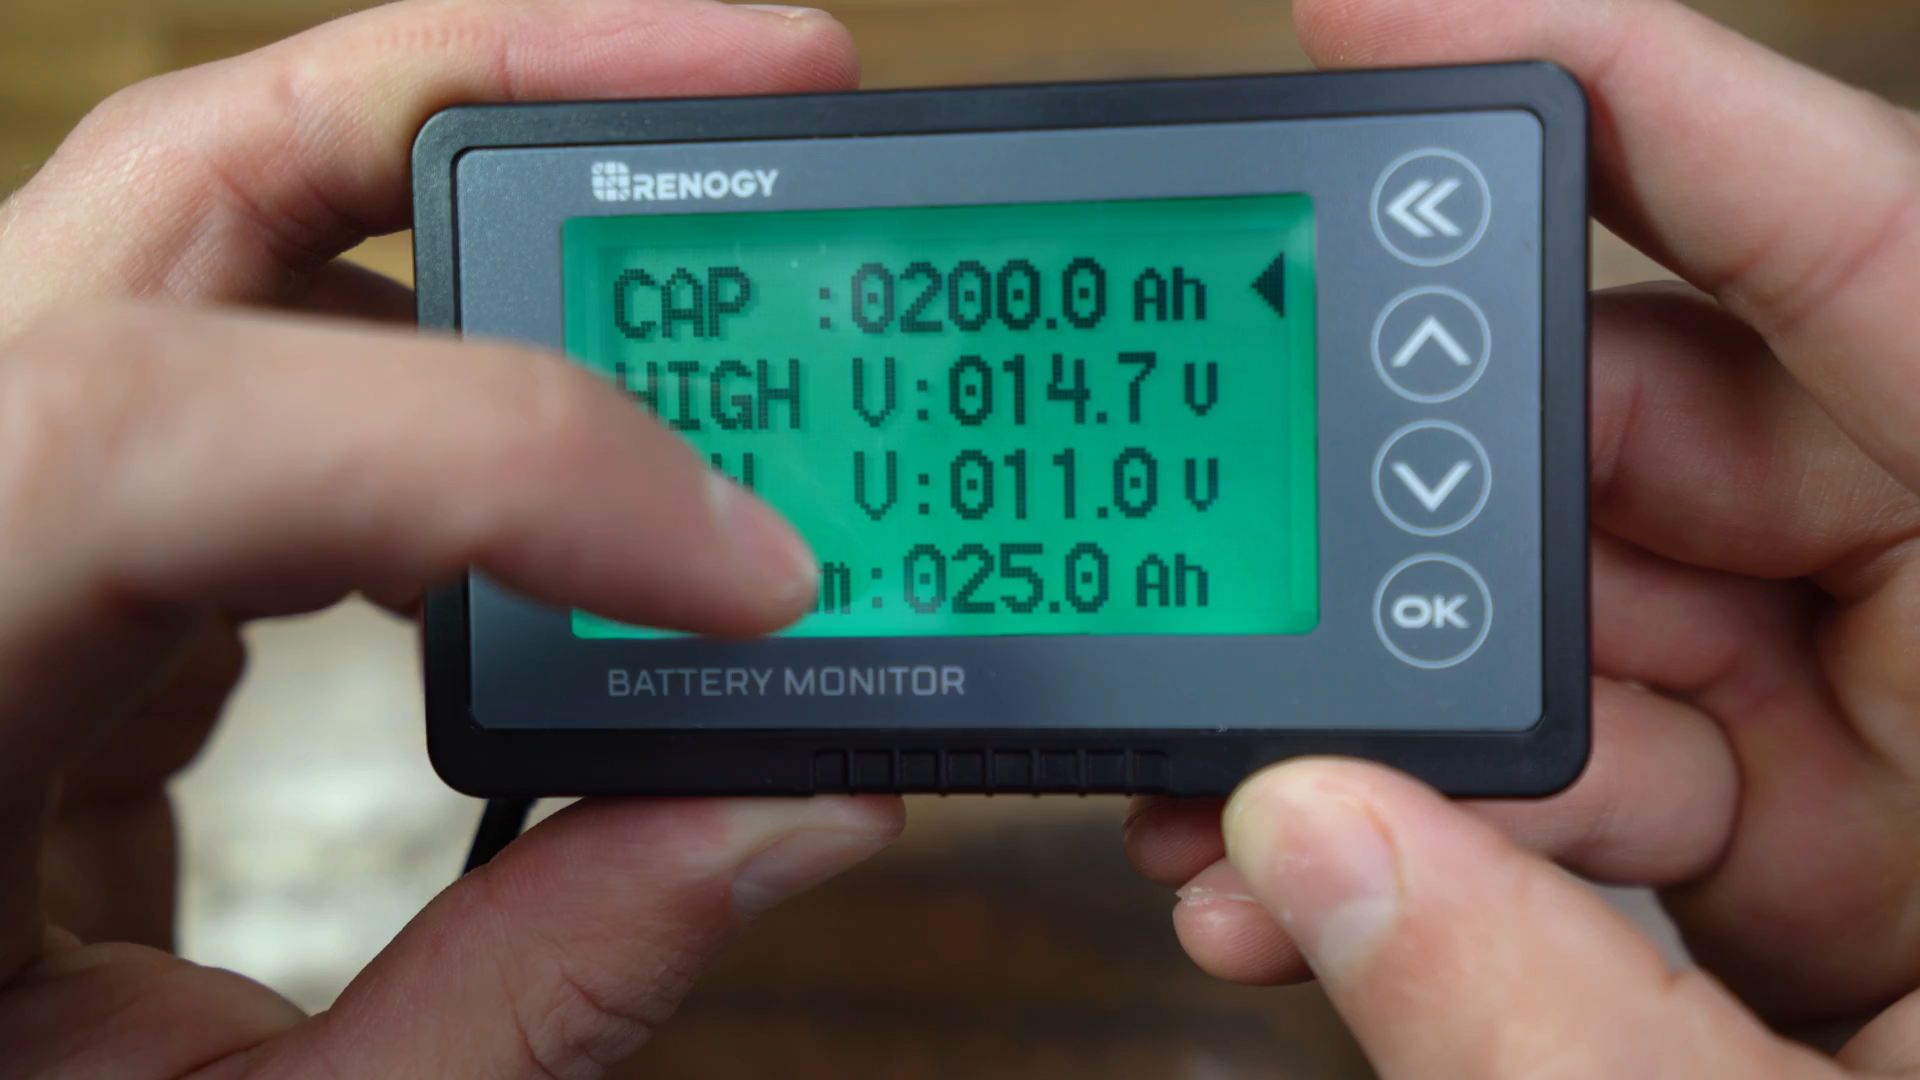 RENOGY
CAP :0200.0 Ah
HIGH V:014.7 V
V:011.0 V
m:025.0 Ah
BATTERY MONITOR
OK